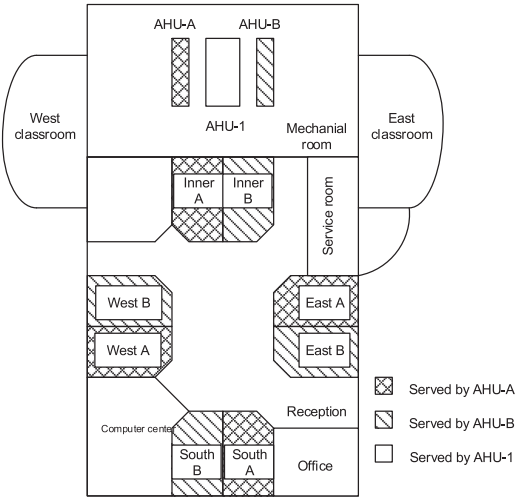 AHU-A
AHU-B
West
classroom
AHU-1
East
classroom
Mechanial
room
Inner
A
Inner
B
Service room
West B
East A
West A
East B
Served by AHU-A
Reception
Served by AHU-B
Computer center
South
B
South
A
Office
Served by AHU-1